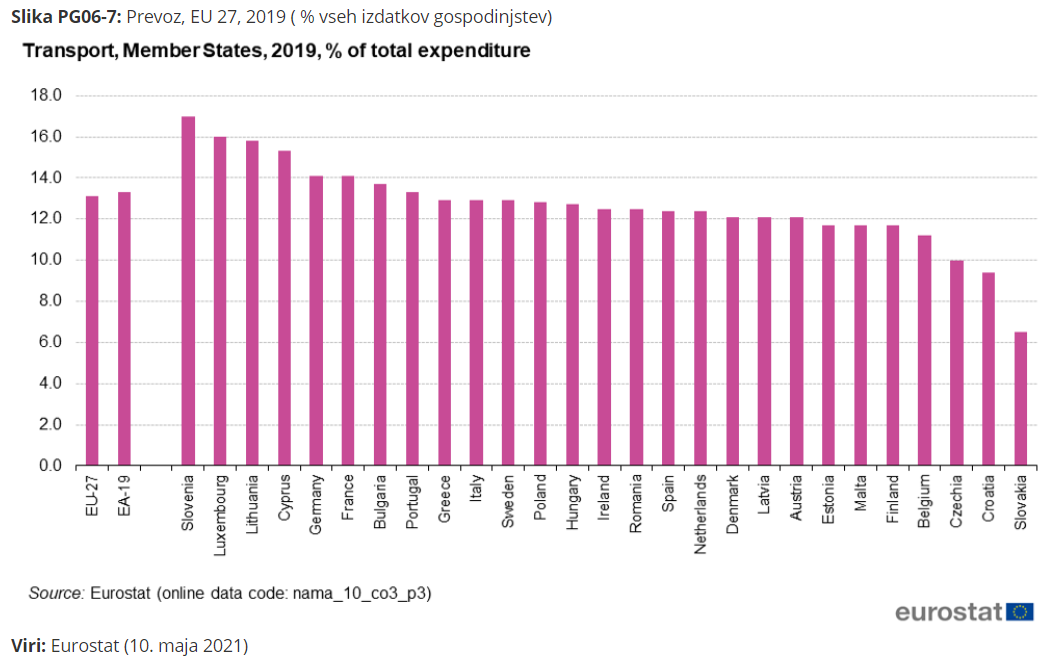 Slika PG06-7: Prevoz, EU 27, 2019 ( % vseh izdatkov gospodinjstev)
Transport, Member States, 2019, % of total expenditure
18.0
16.0
14.0
12.0
10.0
8.0
6.0
4.0
2.0
0.0
EU-27
EA-19
Slovenia
Luxembourg
Lithuania
Cyprus
Germany
France
Bulgaria
Portugal
Greece
Italy
Sweden
Poland
Hungary
Ireland
Romania
Spain
Netherlands
Denmark
Latvia
Austria
Estonia
Malta
Finland
Belgium
Czechia
Croatia
Slovakia
Source: Eurostat (online data code: nama_10_co3_p3)
eurostat
Viri: Eurostat (10. maja 2021)